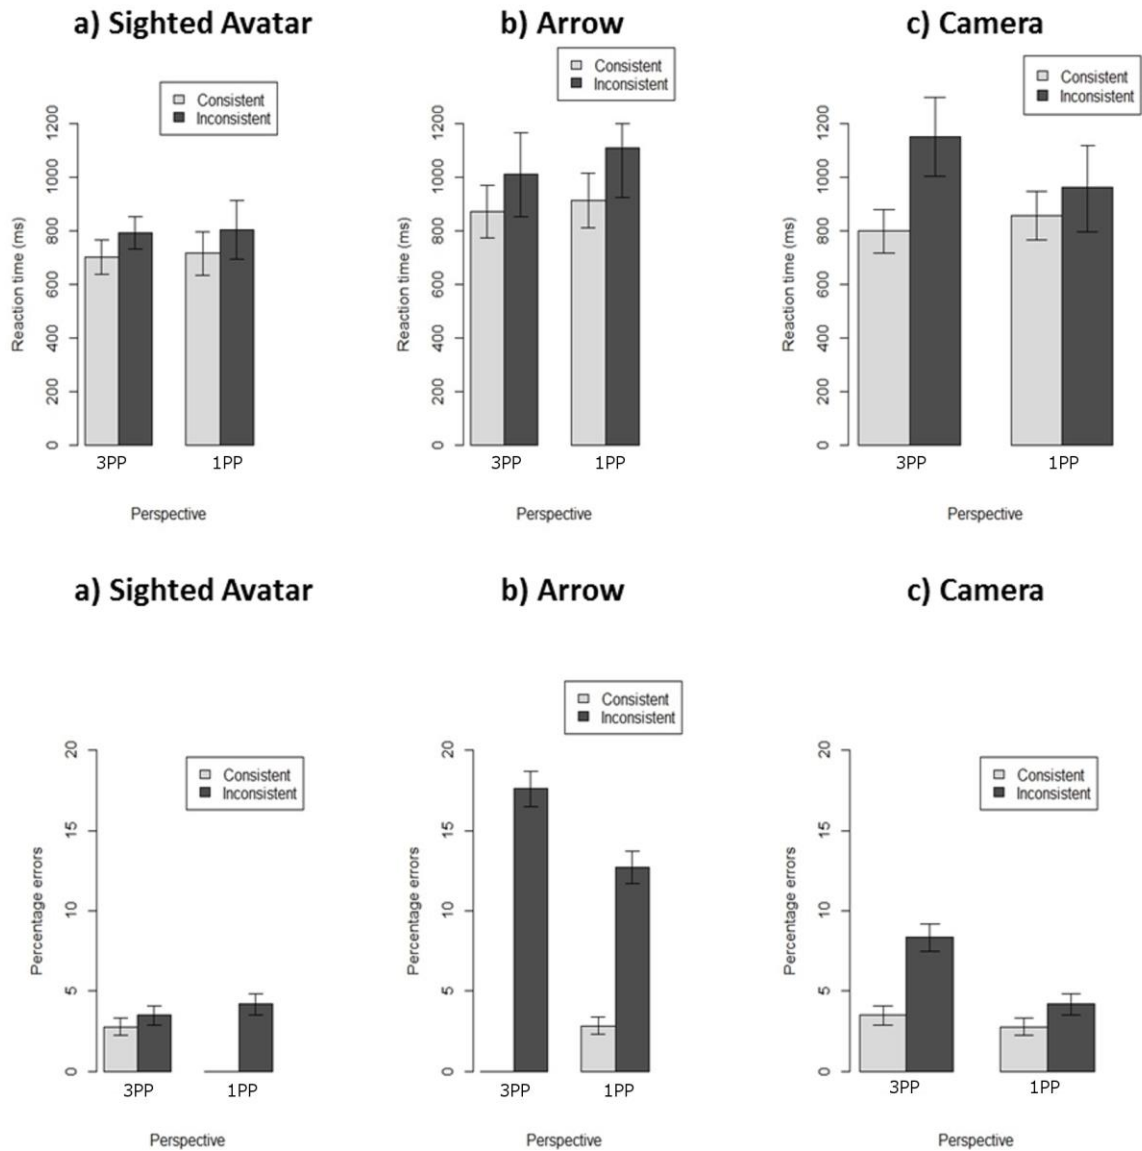 a) Sighted Avatar
b) Arrow
c) Camera
Consistent
Inconsistent
Consistent
Inconsistent
Consistent
Inconsistent
Reaction time (ms)
0 200 400 600 800 1000 1200
3PP 1PP
Perspective
Reaction time (ms)
0 200 400 600 800 1000 1200
3PP 1PP
Perspective
Reaction time (ms)
0 200 400 600 800 1000 1200
3PP 1PP
Perspective
a) Sighted Avatar
b) Arrow
c) Camera
Consistent
Inconsistent
Consistent
Inconsistent
Consistent
Inconsistent
Percentage errors
0 5 10 15 20
3PP 1PP
Perspective
Percentage errors
0 5 10 15 20
3PP 1PP
Perspective
Percentage errors
0 5 10 15 20
3PP 1PP
Perspective